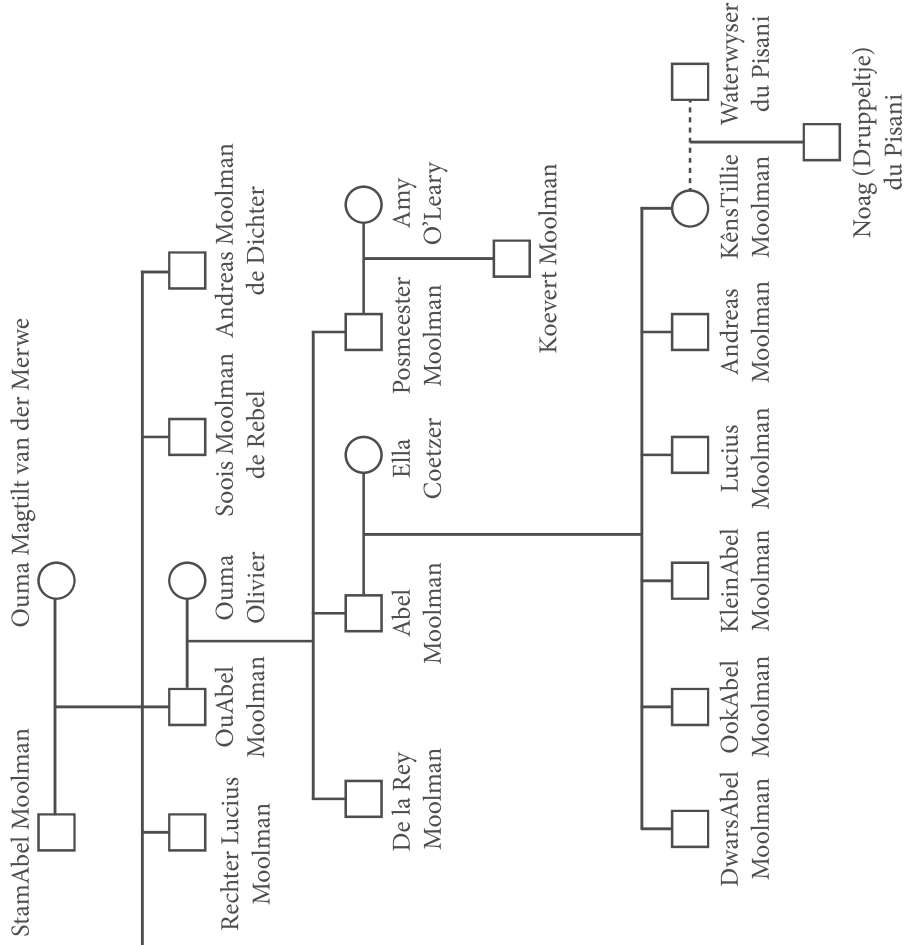 StamAbel Moolman
Ouma Magtilt van der Merwe
Rechter Lucius
Moolman
OuAbel
Moolman
Ouma
Olivier
Soois Moolman
de Rebel
Andreas Moolman
de Dichter
De la Rey
Moolman
Abel
Moolman
Ella
Coetzer
Posmeester
Moolman
Amy
O’Leary
Koevert Moolman
DwarsAbel
Moolman
OokAbel
Moolman
KleinAbel
Moolman
Lucius
Moolman
Andreas
Moolman
KênsTillie
Moolman
Waterwyser
du Pisani
Noag (Druppeltje)
du Pisani